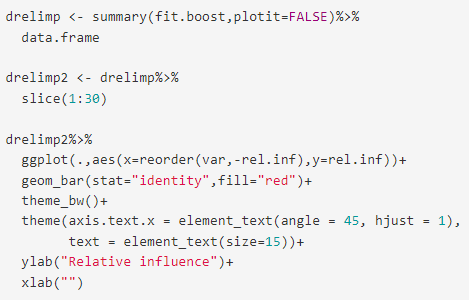 drelimp <- summary(fit.boost,plotit=FALSE)%>%
  data.frame

drelimp2 <- drelimp%>%
  slice(1:30)

drelimp2%>%
  ggplot(.,aes(x=reorder(var,-rel.inf),y=rel.inf))+
  geom_bar(stat="identity",fill="red")+
  theme_bw()+
  theme(axis.text.x = element_text(angle = 45, hjust = 1),
        text = element_text(size=15))+
  ylab("Relative influence")+
  xlab("")